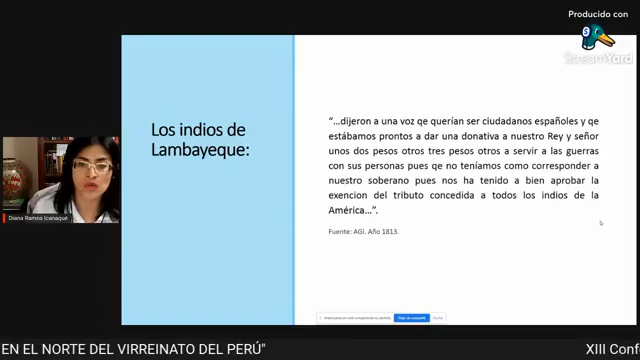 Producido con
S
StreamYard
Los indios de
Lambayeque:
“…dijeron a una voz qe querían ser ciudadanos españoles y qe
estábamos prontos a dar una donativa a nuestro Rey y señor
unos dos pesos otros tres pesos otros a servir a las guerras
con sus personas pues qe no teníamos como corresponder a
nuestro soberano pues nos ha tenido a bien aprobar la
exencion del tributo concedida a todos los indios de la
América…”.
Fuente: AGI. Año 1813.
Diana Ramos Icanaqué
EN EL NORTE DEL VIRREINATO DEL PERÚ" XIII Conf